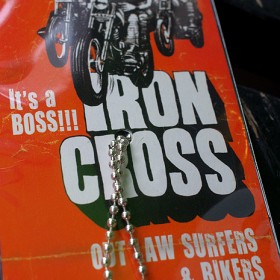 It's a
BOSS!!!
IRON
CROSS
OUTLAW SURFERS
& BIKERS